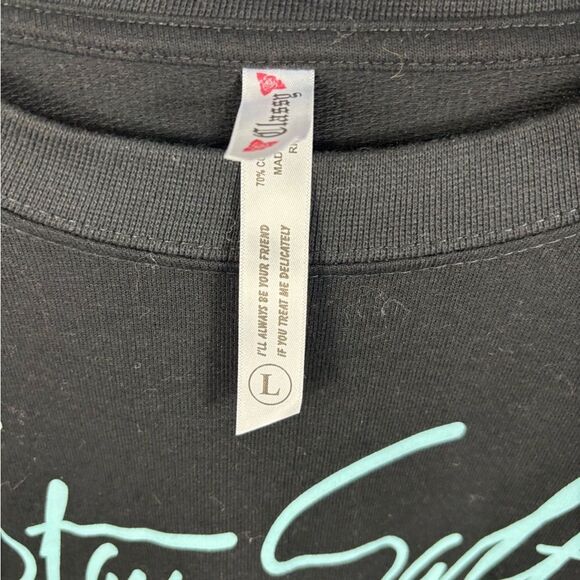 Classy
70%
MAD
I'LL ALWAYS BE YOUR FRIEND
IF YOU TREAT ME DELICATELY
L